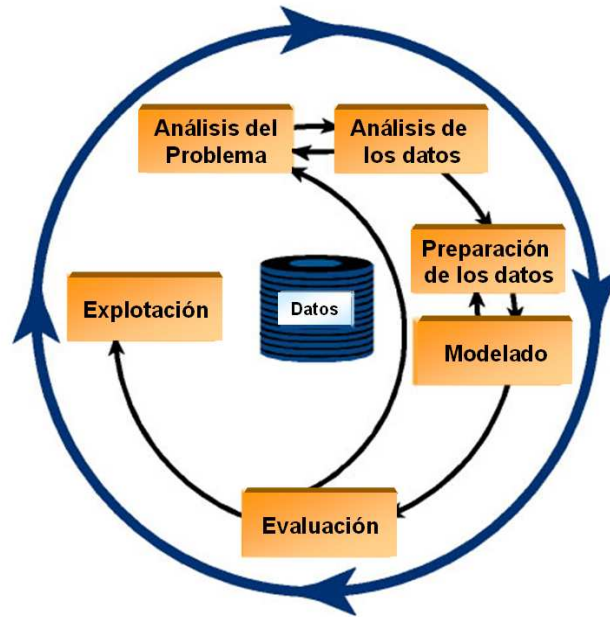 Análisis del
Problema
Análisis de
los datos
Preparación
de los datos
Explotación
Datos
Modelado
Evaluación